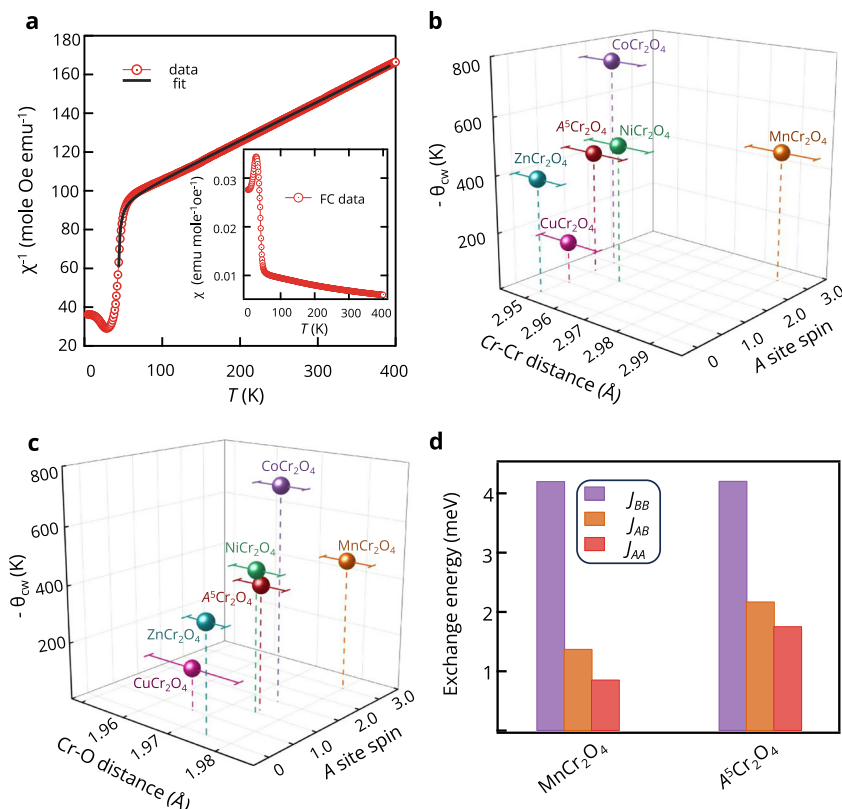 a
180
160
140
120
100
80
60
40
20
χ⁻¹ (mole Oe emu⁻¹)
data
fit
0.03
0.02
0.01
χ (emu mole⁻¹oe⁻¹)
FC data
0 100 200 300 400
T (K)
0 100 200 300 400
T (K)
b
800
600
400
200
- θcw (K)
CoCr₂O₄
A⁵Cr₂O₄
NiCr₂O₄
MnCr₂O₄
ZnCr₂O₄
CuCr₂O₄
2.95
2.96
2.97
2.98
2.99
Cr-Cr distance (Å)
0
1.0
2.0
3.0
A site spin
c
800
600
400
200
- θcw (K)
CoCr₂O₄
NiCr₂O₄
MnCr₂O₄
A⁵Cr₂O₄
ZnCr₂O₄
CuCr₂O₄
1.96
1.97
1.98
Cr-O distance (Å)
0
1.0
2.0
3.0
A site spin
d
4
3
2
1
Exchange energy (meV)
J_BB
J_AB
J_AA
MnCr₂O₄
A⁵Cr₂O₄